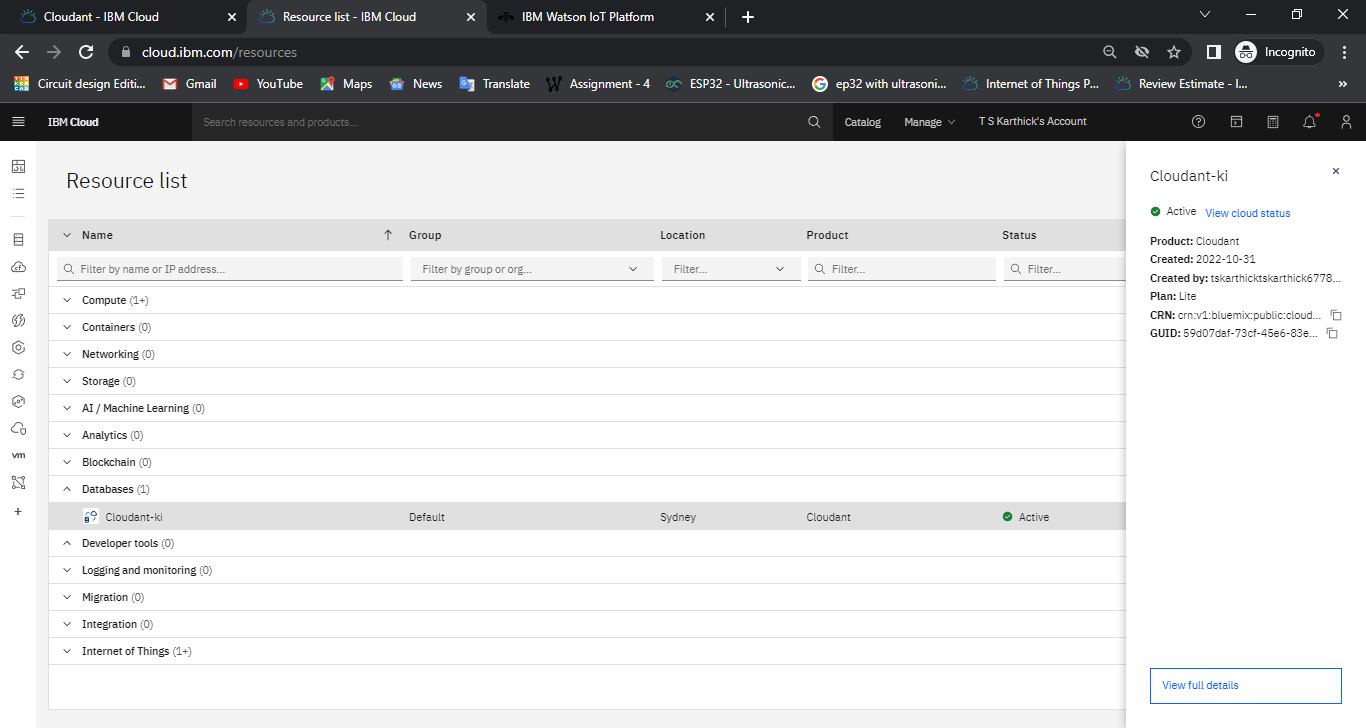 Cloudant - IBM Cloud
Resource list - IBM Cloud
IBM Watson IoT Platform
cloud.ibm.com/resources
Incognito
Circuit design Editi...
Gmail
YouTube
Maps
News
Translate
Assignment - 4
ESP32 - Ultrasonic...
ep32 with ultrasoni...
Internet of Things P...
Review Estimate - I...
IBM Cloud
Search resources and products...
Catalog
Manage
T S Karthick's Account
Resource list
Name
Group
Location
Product
Status
Filter by name or IP address...
Filter by group or org...
Filter...
Filter...
Filter...
Compute (1+)
Containers (0)
Networking (0)
Storage (0)
AI / Machine Learning (0)
Analytics (0)
Blockchain (0)
Databases (1)
Cloudant-ki Default Sydney Cloudant Active
Developer tools (0)
Logging and monitoring (0)
Migration (0)
Integration (0)
Internet of Things (1+)
vm
Cloudant-ki
Active View cloud status
Product: Cloudant
Created: 2022-10-31
Created by: tskarthicktskarthick6778...
Plan: Lite
CRN: crn:v1:bluemix:public:cloud...
GUID: 59d07daf-73cf-45e6-83e...
View full details